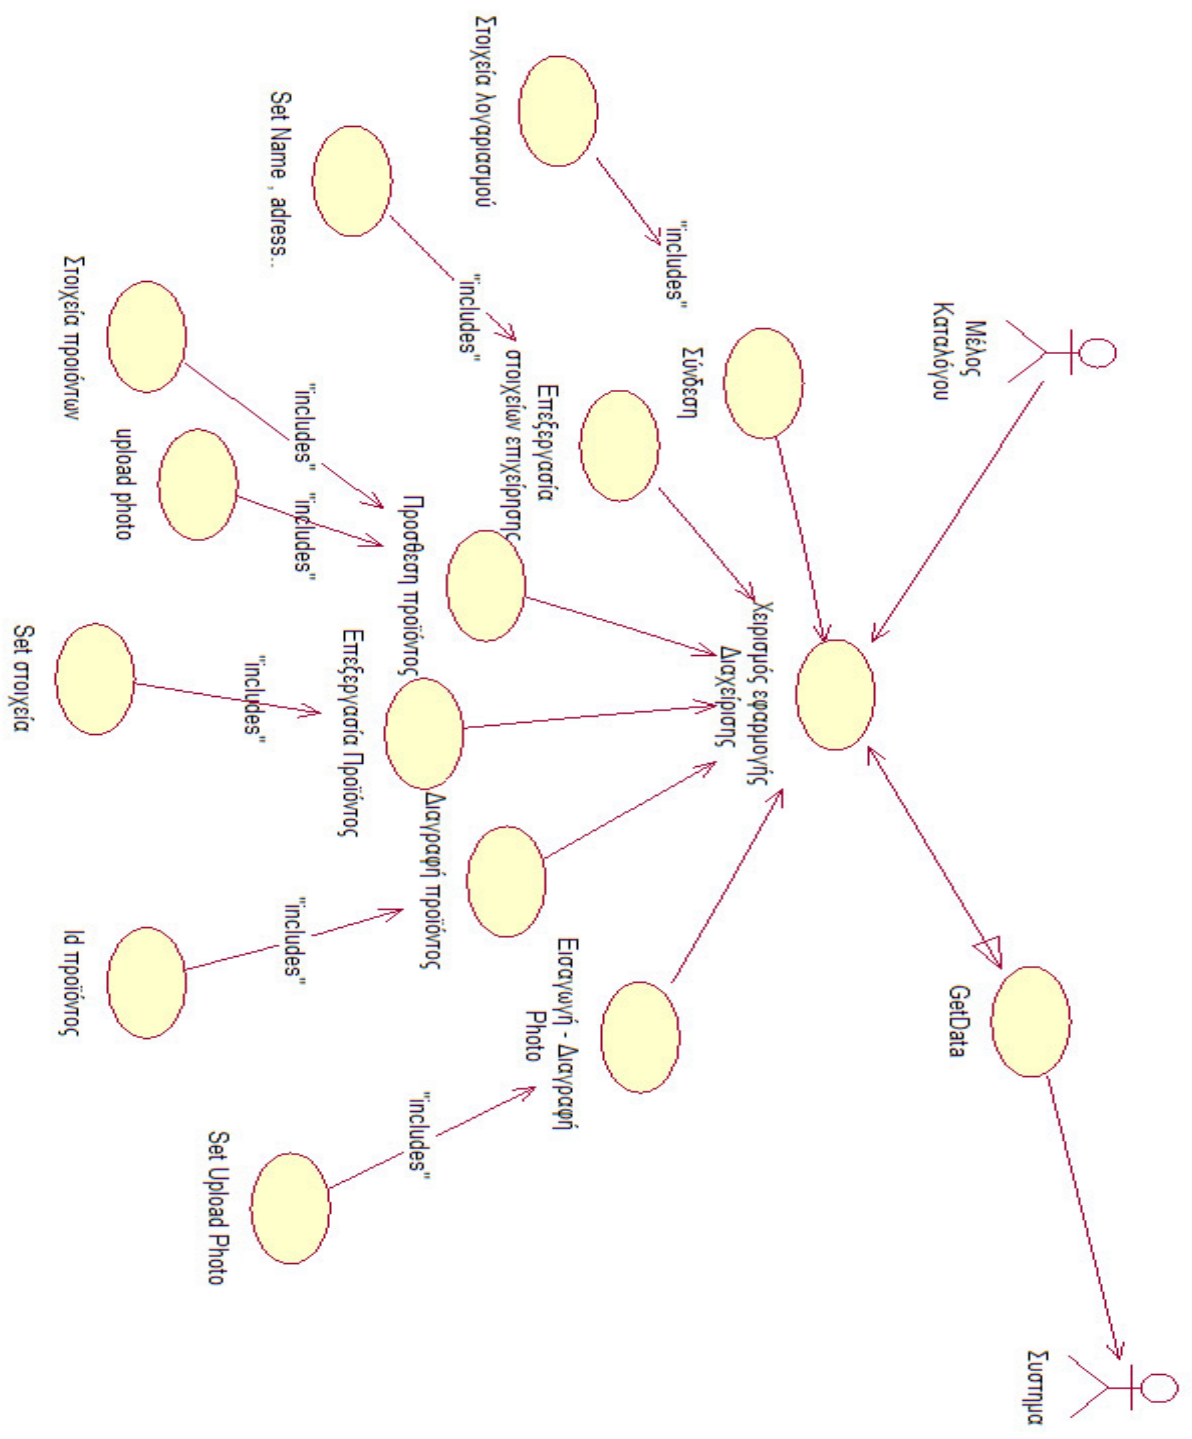 Μέλος
Καταλόγου
Συστημα
GetData
Χειρισμός εφαρμογής
Διαχείρισης
Σύνδεση
"includes"
Στοιχεία λογαριασμού
Επεξεργασία
στοιχείων επιχείρησης
"includes"
Set Name , adress..
Προσθεση προϊόντος
"includes"
"includes"
Στοιχεία προιόντων
upload photo
Επεξεργασία Προϊόντος
"includes"
Set στοιχεία
Διαγραφή προϊόντος
"includes"
Id προϊόντος
Εισαγωγή - Διαγραφή
Photo
"includes"
Set Upload Photo